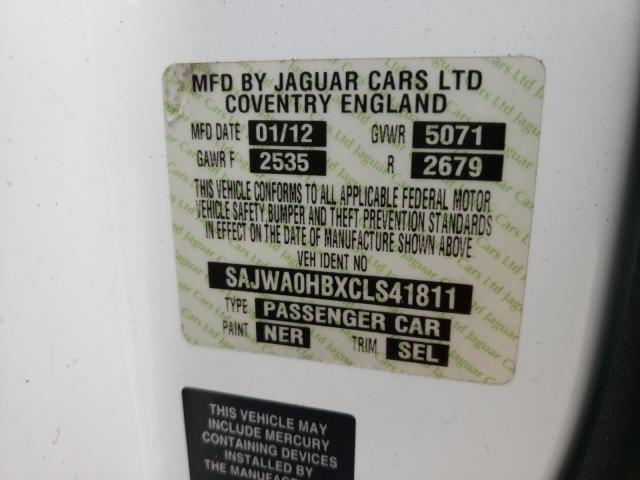 MFD BY JAGUAR CARS LTD
COVENTRY ENGLAND
MFD DATE 01/12 GVWR 5071
GAWR F 2535 R 2679
THIS VEHICLE CONFORMS TO ALL APPLICABLE FEDERAL MOTOR
VEHICLE SAFETY BUMPER AND THEFT PREVENTION STANDARDS
IN EFFECT ON THE DATE OF MANUFACTURE SHOWN ABOVE
VEH IDENT NO
SAJWA0HBXCLS41811
TYPE PASSENGER CAR
PAINT NER TRIM SEL
THIS VEHICLE MAY
INCLUDE MERCURY
CONTAINING DEVICES
INSTALLED BY
THE